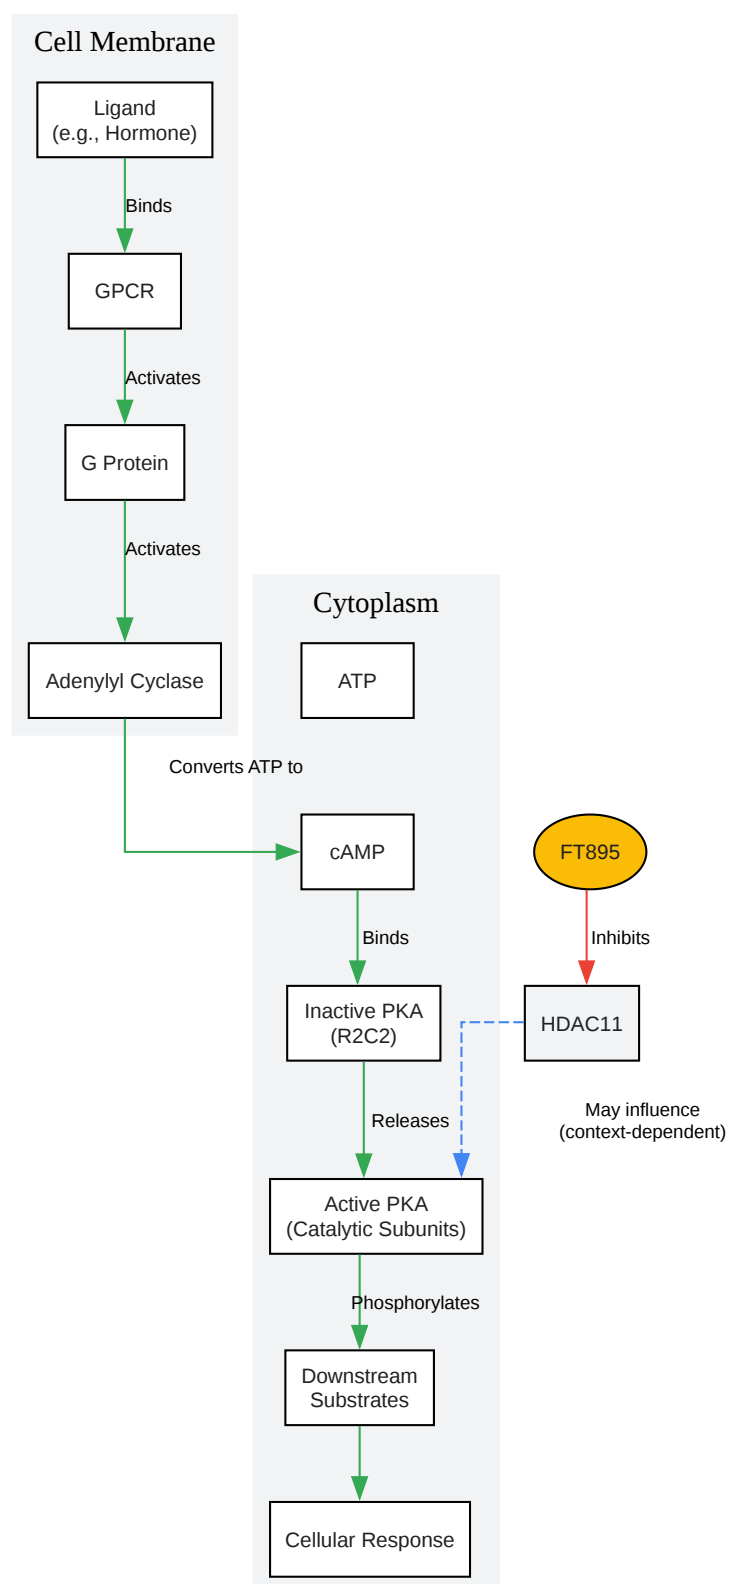 Cell Membrane
Ligand
(e.g., Hormone)
Binds
GPCR
Activates
G Protein
Activates
Adenylyl Cyclase
Cytoplasm
ATP
Converts ATP to
cAMP
FT895
Binds
Inhibits
Inactive PKA
(R2C2)
HDAC11
Releases
May influence
(context-dependent)
Active PKA
(Catalytic Subunits)
Phosphorylates
Downstream
Substrates
Cellular Response